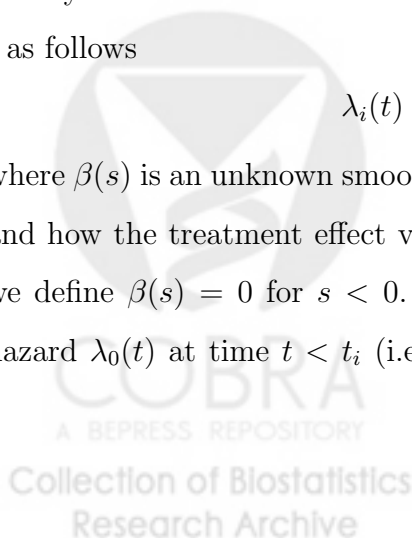 as follows
λ_i(t)
where β(s) is an unknown smoo
and how the treatment effect v
we define β(s) = 0 for s < 0.
hazard λ_0(t) at time t < t_i (i.e
COBRA
A BEPRESS REPOSITORY
Collection of Biostatistics
Research Archive